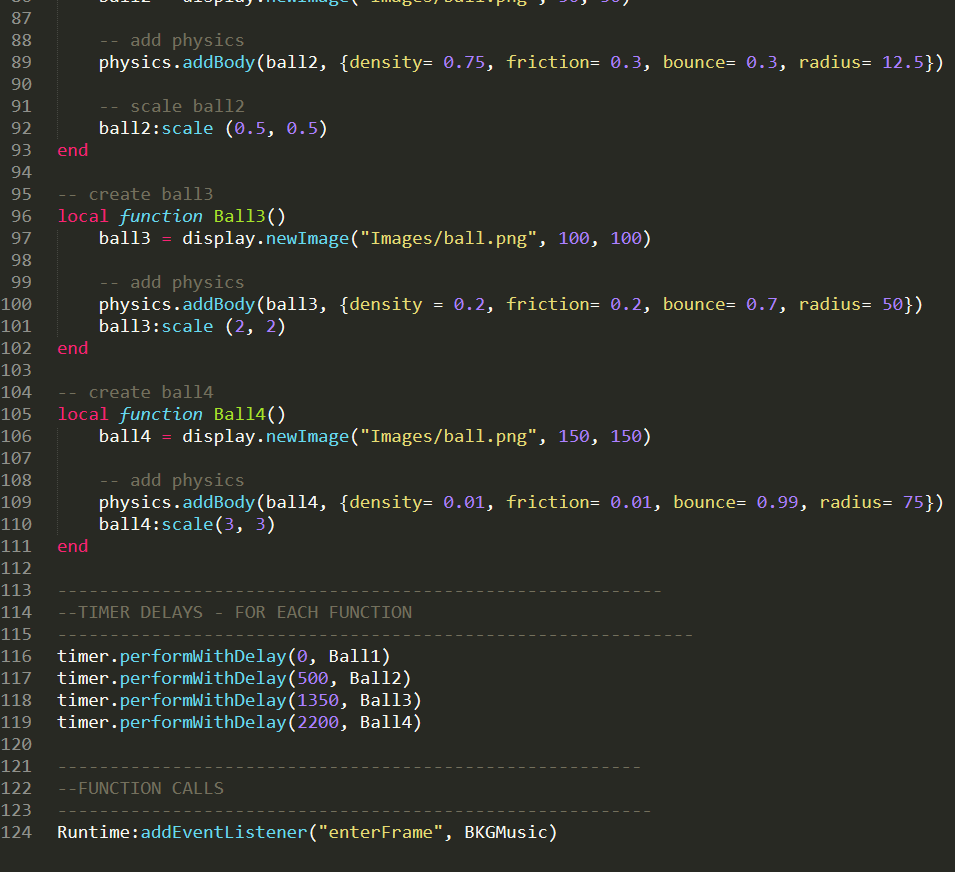 ball2 = display.newImage("Images/ball.png",
87
88 -- add physics
89 physics.addBody(ball2, {density= 0.75, friction= 0.3, bounce= 0.3, radius= 12.5})
90
91 -- scale ball2
92 ball2:scale (0.5, 0.5)
93 end
94
95 -- create ball3
96 local function Ball3()
97 ball3 = display.newImage("Images/ball.png", 100, 100)
98
99 -- add physics
100 physics.addBody(ball3, {density = 0.2, friction= 0.2, bounce= 0.7, radius= 50})
101 ball3:scale (2, 2)
102 end
103
104 -- create ball4
105 local function Ball4()
106 ball4 = display.newImage("Images/ball.png", 150, 150)
107
108 -- add physics
109 physics.addBody(ball4, {density= 0.01, friction= 0.01, bounce= 0.99, radius= 75})
110 ball4:scale(3, 3)
111 end
112
113 ----------------------------------------------------------
114 --TIMER DELAYS - FOR EACH FUNCTION
115 -------------------------------------------------------------
116 timer.performWithDelay(0, Ball1)
117 timer.performWithDelay(500, Ball2)
118 timer.performWithDelay(1350, Ball3)
119 timer.performWithDelay(2200, Ball4)
120
121 --------------------------------------------------------
122 --FUNCTION CALLS
123 ---------------------------------------------------------
124 Runtime:addEventListener("enterFrame", BKGMusic)